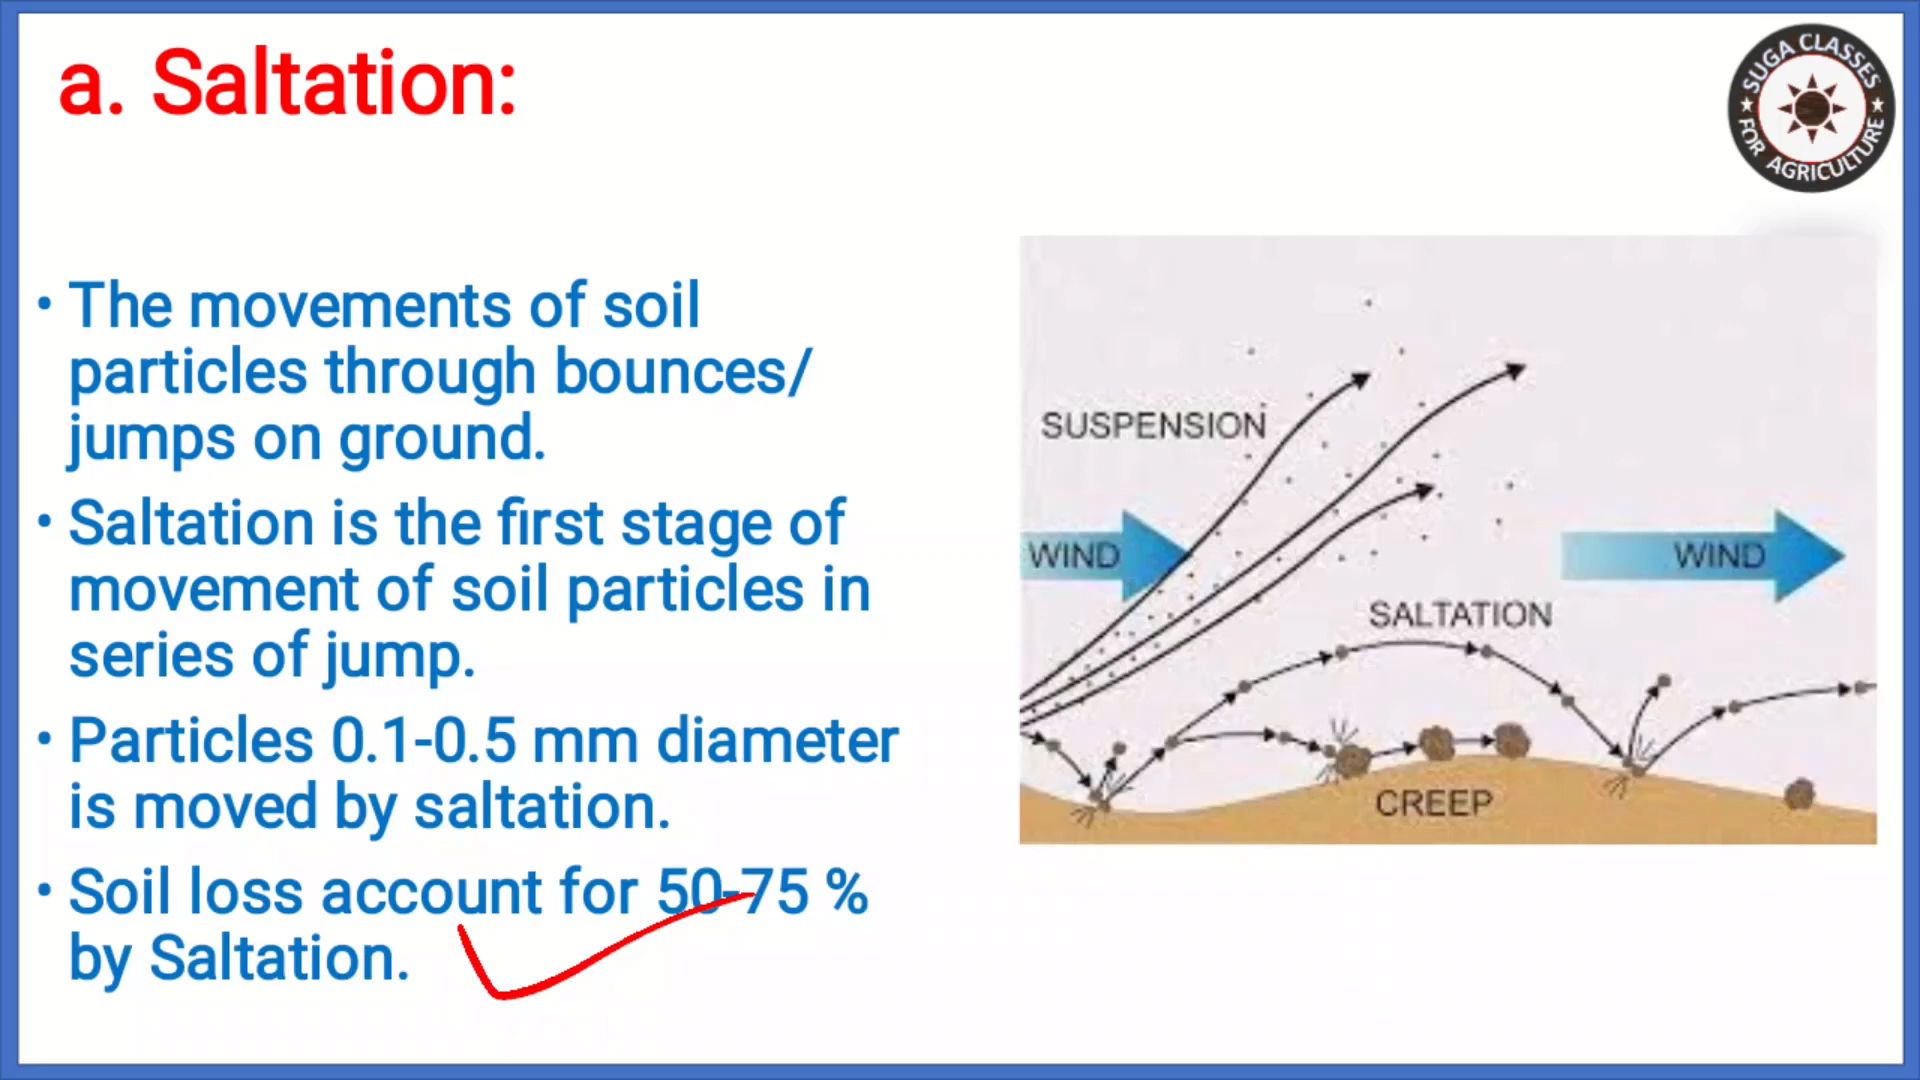 a. Saltation:
SUGA CLASSES
★ FOR AGRICULTURE ★
• The movements of soil
particles through bounces/
jumps on ground.
• Saltation is the first stage of
movement of soil particles in
series of jump.
• Particles 0.1-0.5 mm diameter
is moved by saltation.
• Soil loss account for 50-75 %
by Saltation.
SUSPENSION
WIND
WIND
SALTATION
CREEP